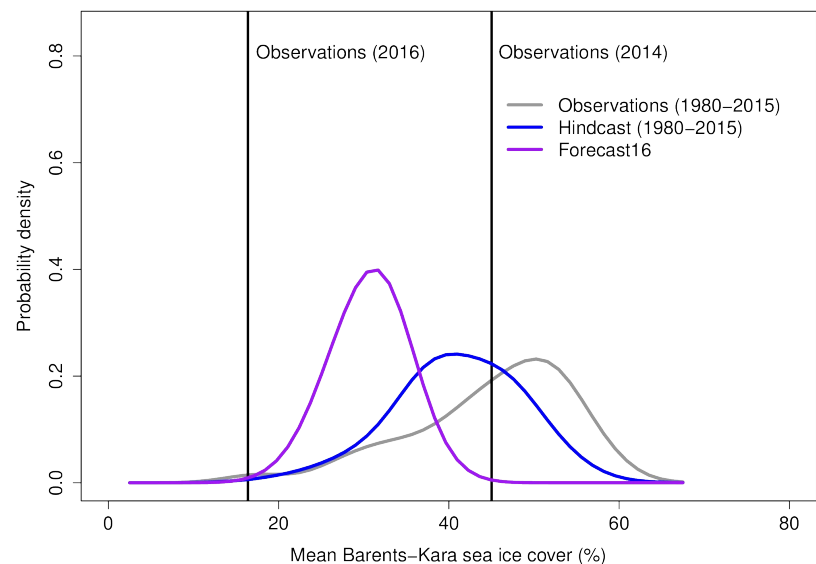 Observations (2016)
Observations (2014)
Observations (1980−2015)
Hindcast (1980−2015)
Forecast16
Probability density
0.8
0.6
0.4
0.2
0.0
0
20
40
60
80
Mean Barents−Kara sea ice cover (%)